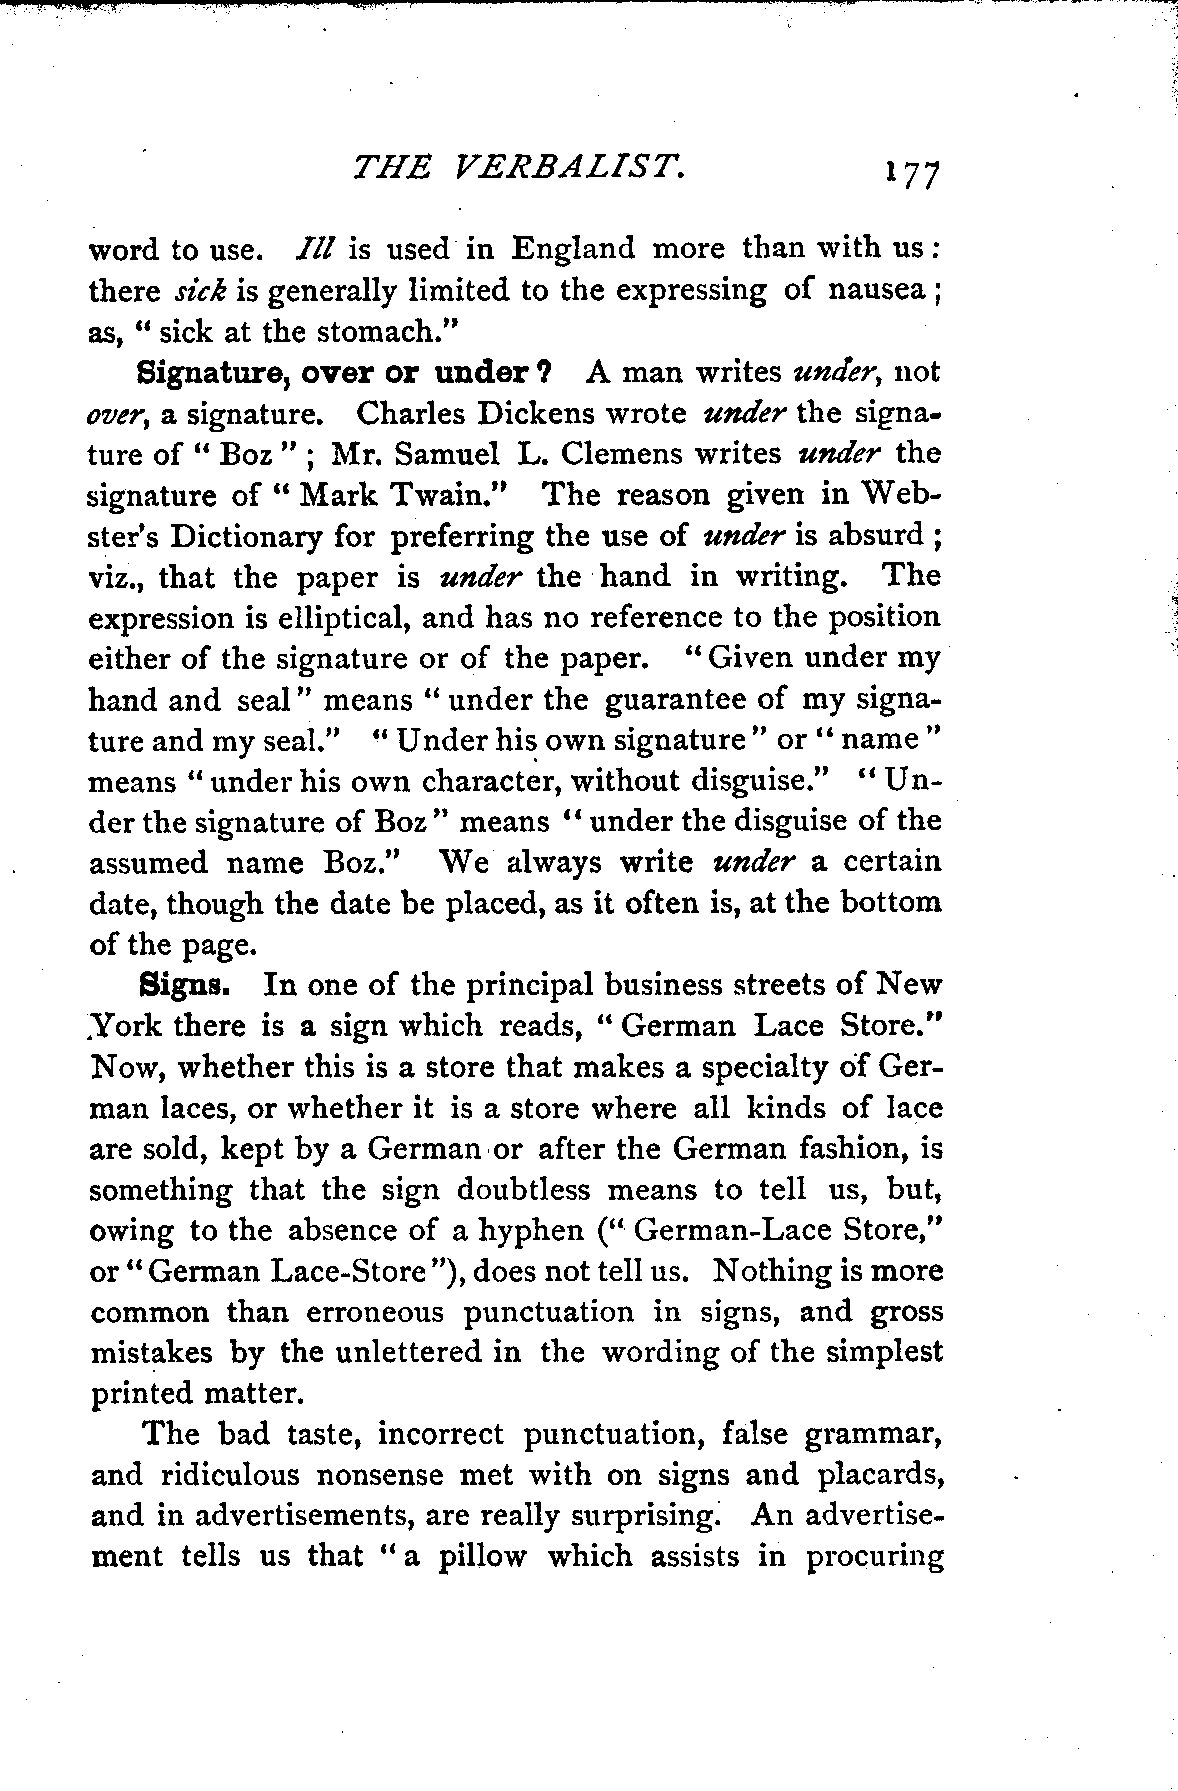 THE VERBALIST. 177
word to use. Ill is used in England more than with us :
there sick is generally limited to the expressing of nausea ;
as, " sick at the stomach."
Signature, over or under ? A man writes under, not
over, a signature. Charles Dickens wrote under the signa-
ture of " Boz " ; Mr. Samuel L. Clemens writes under the
signature of " Mark Twain." The reason given in Web-
ster's Dictionary for preferring the use of under is absurd ;
viz., that the paper is under the hand in writing. The
expression is elliptical, and has no reference to the position
either of the signature or of the paper. " Given under my
hand and seal " means " under the guarantee of my signa-
ture and my seal." " Under his own signature " or " name "
means " under his own character, without disguise." " Un-
der the signature of Boz " means " under the disguise of the
assumed name Boz." We always write under a certain
date, though the date be placed, as it often is, at the bottom
of the page.
Signs. In one of the principal business streets of New
York there is a sign which reads, " German Lace Store."
Now, whether this is a store that makes a specialty of Ger-
man laces, or whether it is a store where all kinds of lace
are sold, kept by a German or after the German fashion, is
something that the sign doubtless means to tell us, but,
owing to the absence of a hyphen (" German-Lace Store,"
or " German Lace-Store "), does not tell us. Nothing is more
common than erroneous punctuation in signs, and gross
mistakes by the unlettered in the wording of the simplest
printed matter.
The bad taste, incorrect punctuation, false grammar,
and ridiculous nonsense met with on signs and placards,
and in advertisements, are really surprising. An advertise-
ment tells us that " a pillow which assists in procuring